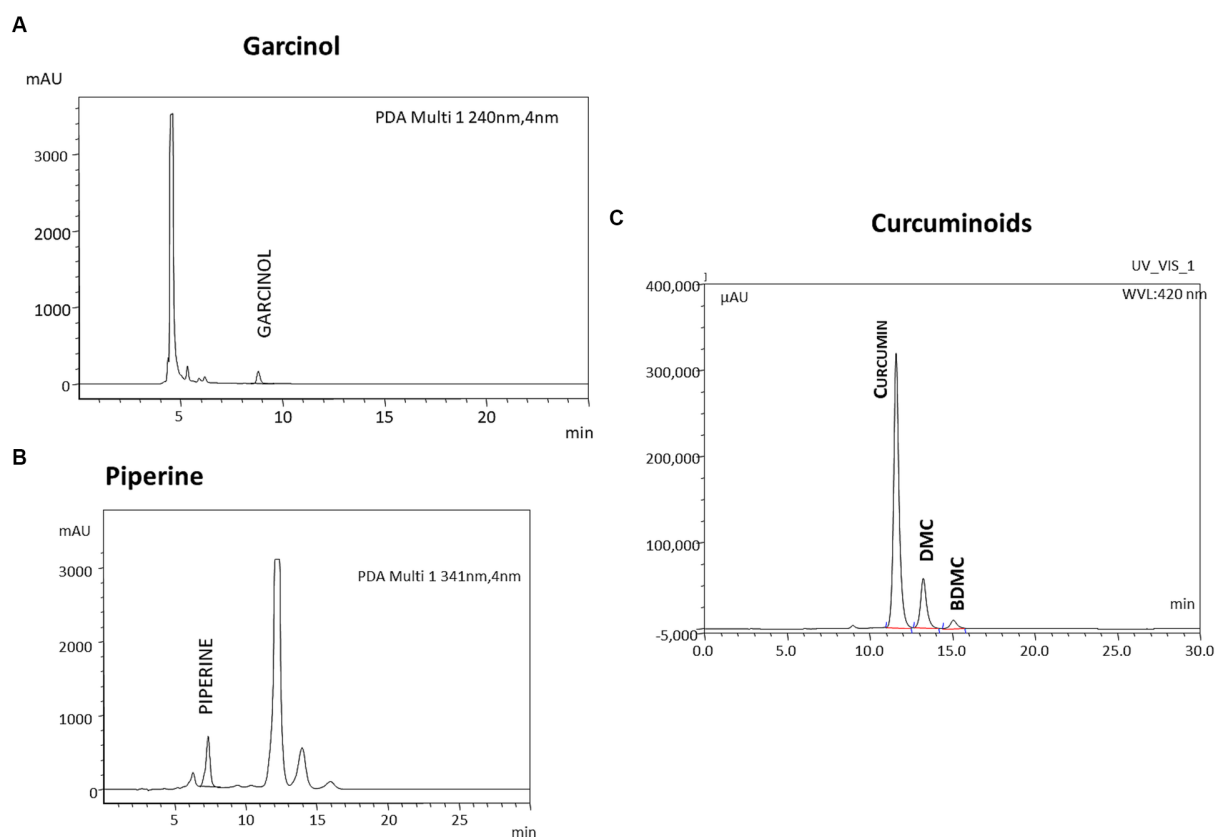 A
Garcinol
mAU
PDA Multi 1 240nm,4nm
3000
2000
1000
0
GARCINOL
5 10 15 20
min
B
Piperine
mAU
PDA Multi 1 341nm,4nm
3000
2000
1000
0
PIPERINE
5 10 15 20 25
min
C
Curcuminoids
UV_VIS_1
400,000
µAU
WVL:420 nm
300,000
200,000
100,000
-5,000
CURCUMIN
DMC
BDMC
min
0.0 5.0 10.0 15.0 20.0 25.0 30.0